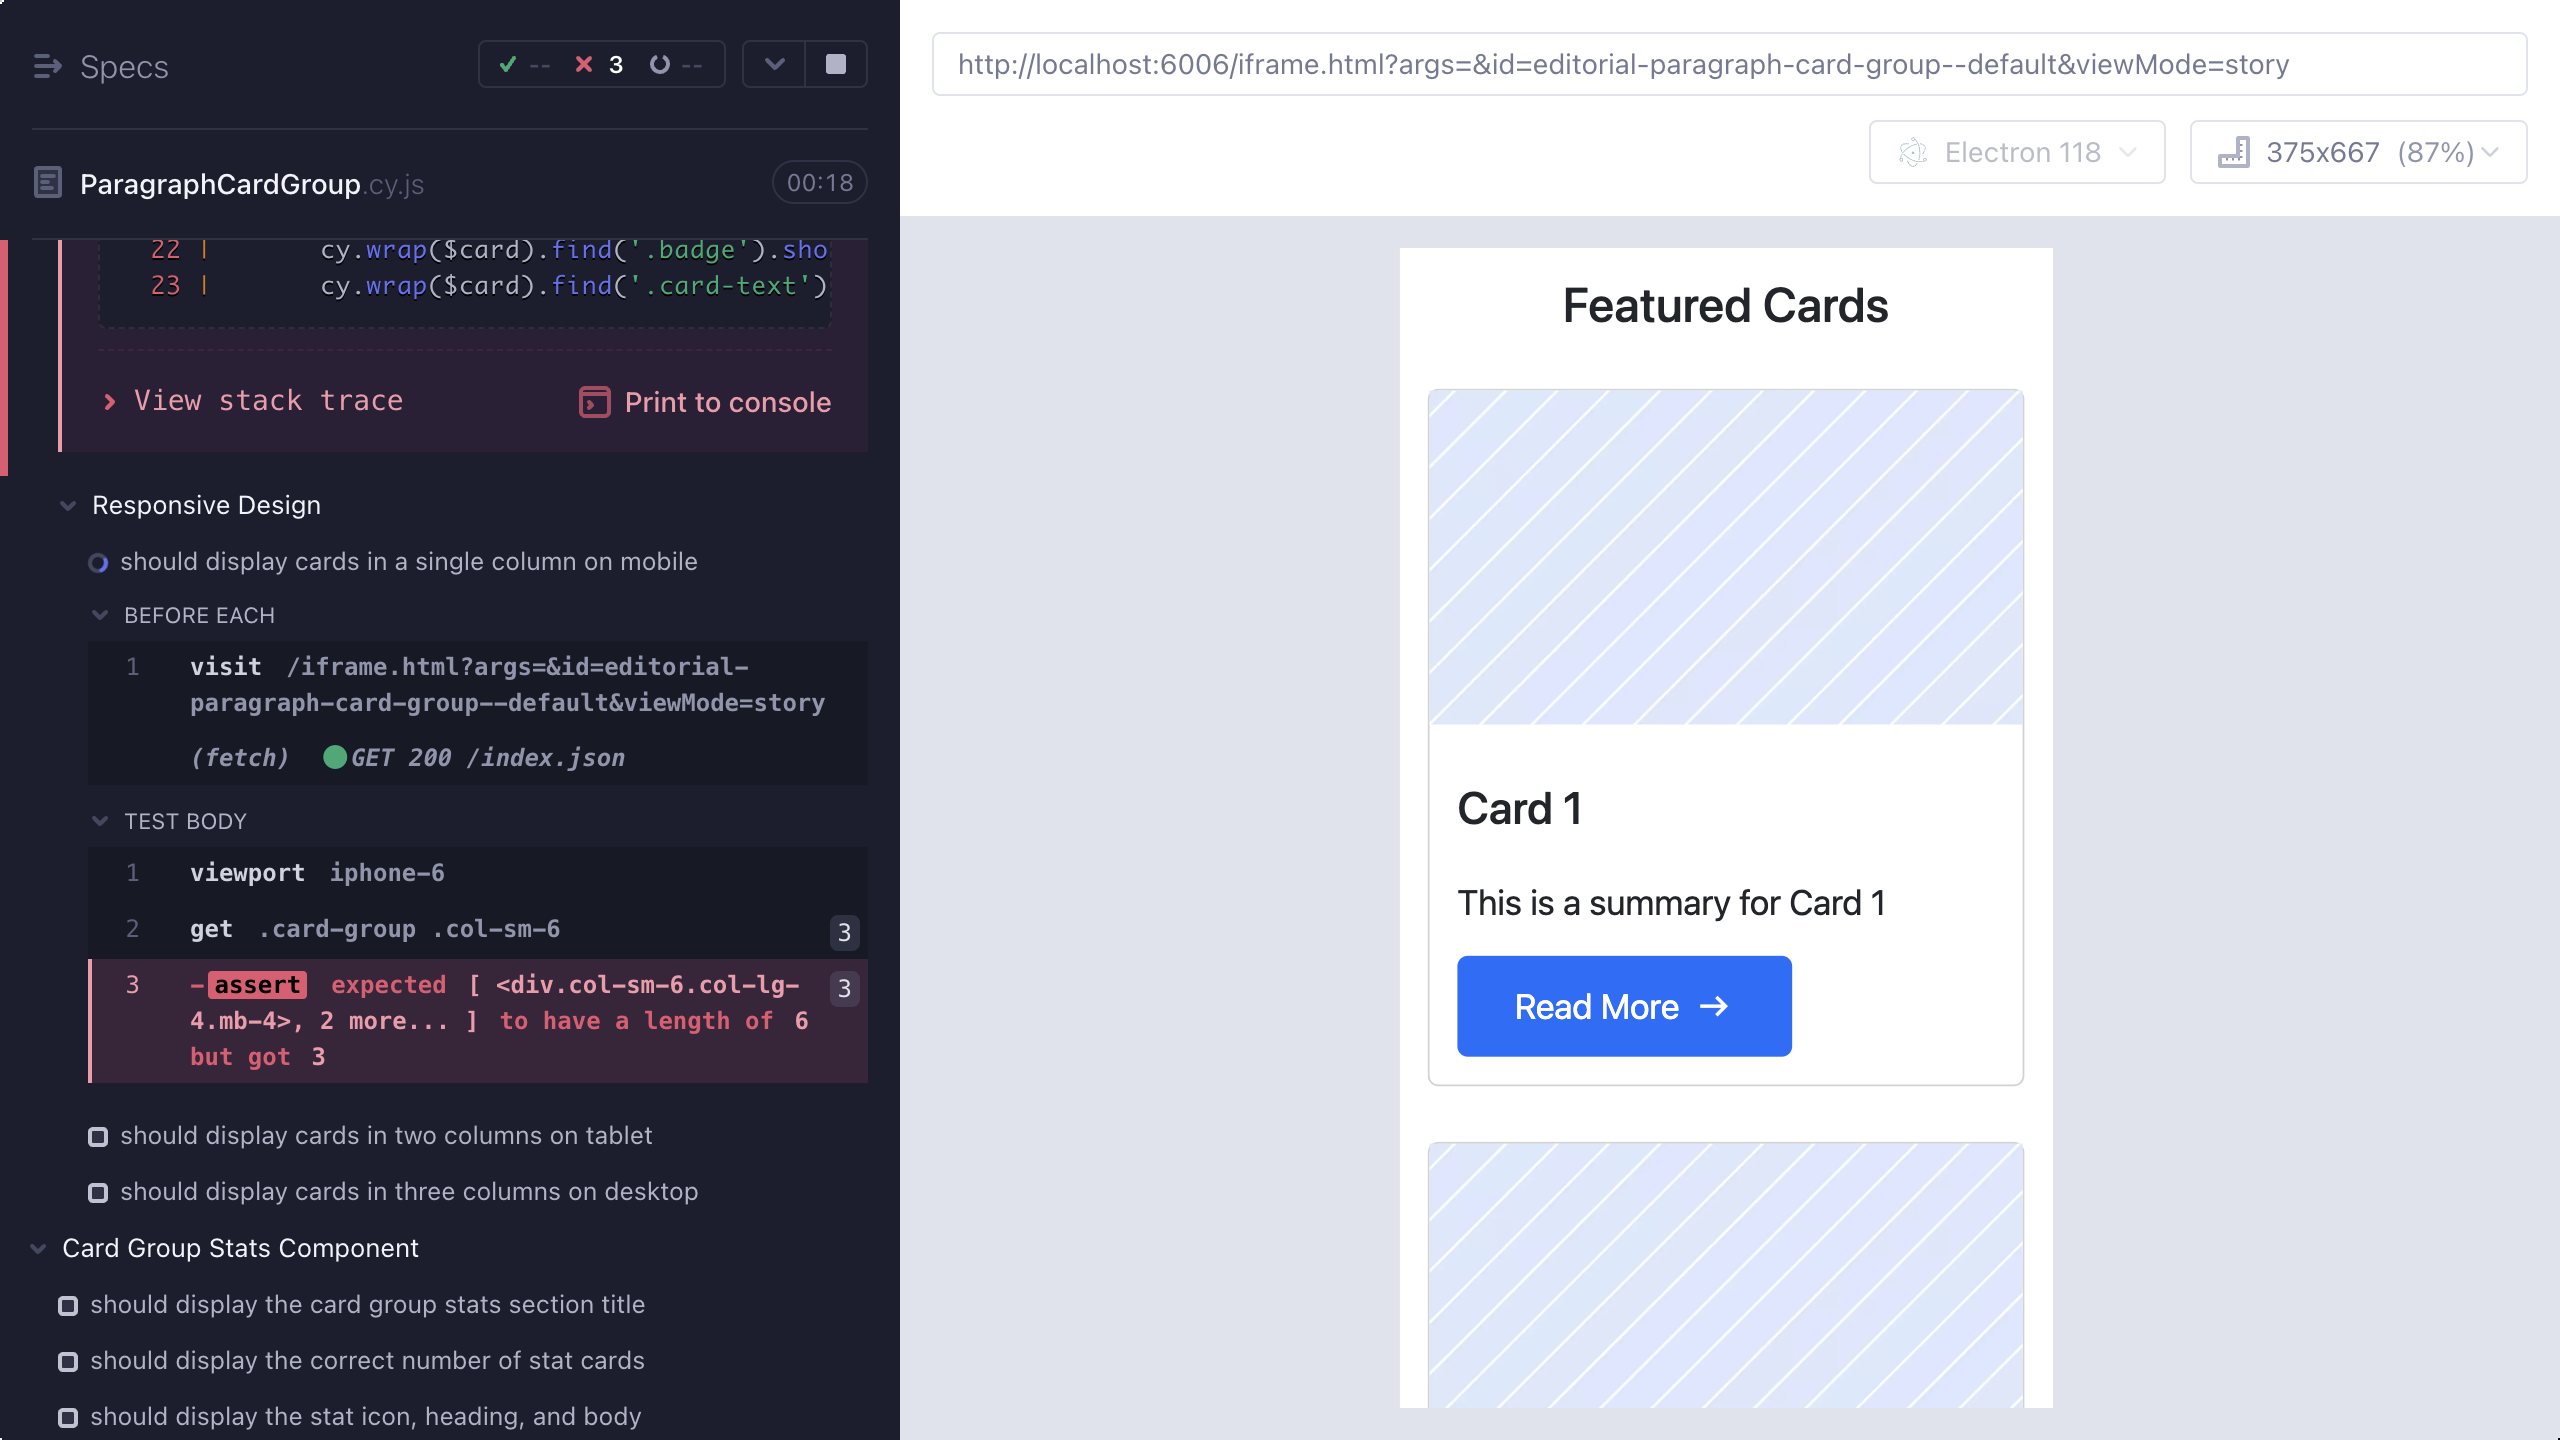 Specs
-- 3 --
ParagraphCardGroup.cy.js
00:18
22 | cy.wrap($card).find('.badge').sho
23 | cy.wrap($card).find('.card-text')
View stack trace
Print to console
Responsive Design
should display cards in a single column on mobile
BEFORE EACH
1 visit /iframe.html?args=&id=editorial-
paragraph-card-group--default&viewMode=story
(fetch) GET 200 /index.json
TEST BODY
1 viewport iphone-6
2 get .card-group .col-sm-6 3
3 -assert expected [ <div.col-sm-6.col-lg- 3
4.mb-4>, 2 more... ] to have a length of 6
but got 3
should display cards in two columns on tablet
should display cards in three columns on desktop
Card Group Stats Component
should display the card group stats section title
should display the correct number of stat cards
should display the stat icon, heading, and body
http://localhost:6006/iframe.html?args=&id=editorial-paragraph-card-group--default&viewMode=story
Electron 118
375x667 (87%)
Featured Cards
Card 1
This is a summary for Card 1
Read More →